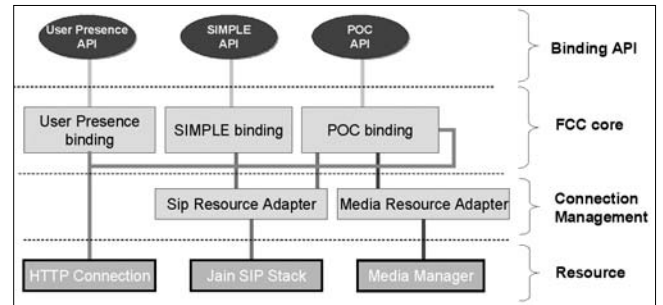 User Presence
API
SIMPLE
API
POC
API
Binding API
User Presence
binding
SIMPLE binding
POC binding
FCC core
Sip Resource Adapter
Media Resource Adapter
Connection
Management
HTTP Connection
Jain SIP Stack
Media Manager
Resource